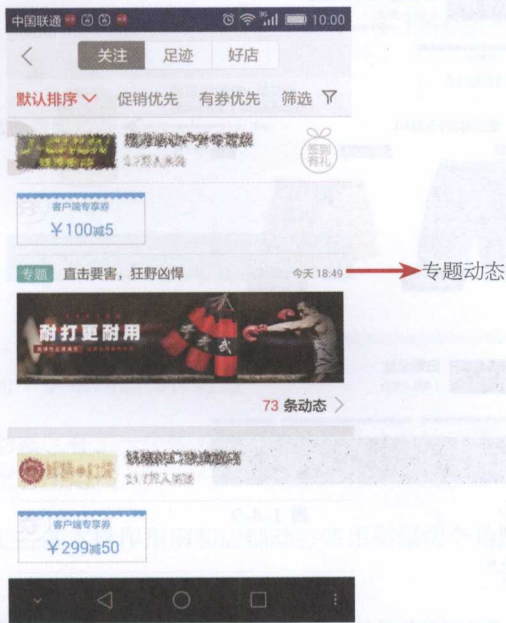 中国联通
3G
10:00
关注 足迹 好店
默认排序 促销优先 有券优先 筛选
签到
有礼
客户端专享券
¥100减5
专题 直击要害，狂野凶悍 今天 18:49
专题动态
耐打更耐用
73 条动态
客户端专享券
¥299减50